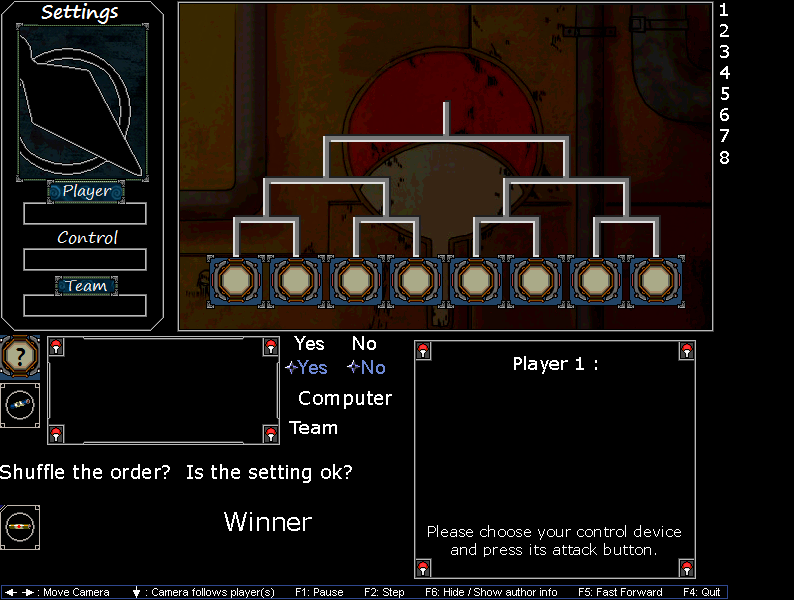 Settings
Player
Control
Team
1
2
3
4
5
6
7
8
?
Yes No
Yes No
Computer
Team
Shuffle the order? Is the setting ok?
Winner
Player 1 :
Please choose your control device
and press its attack button.
: Move Camera : Camera follows player(s) F1: Pause F2: Step F6: Hide / Show author info F5: Fast Forward F4: Quit